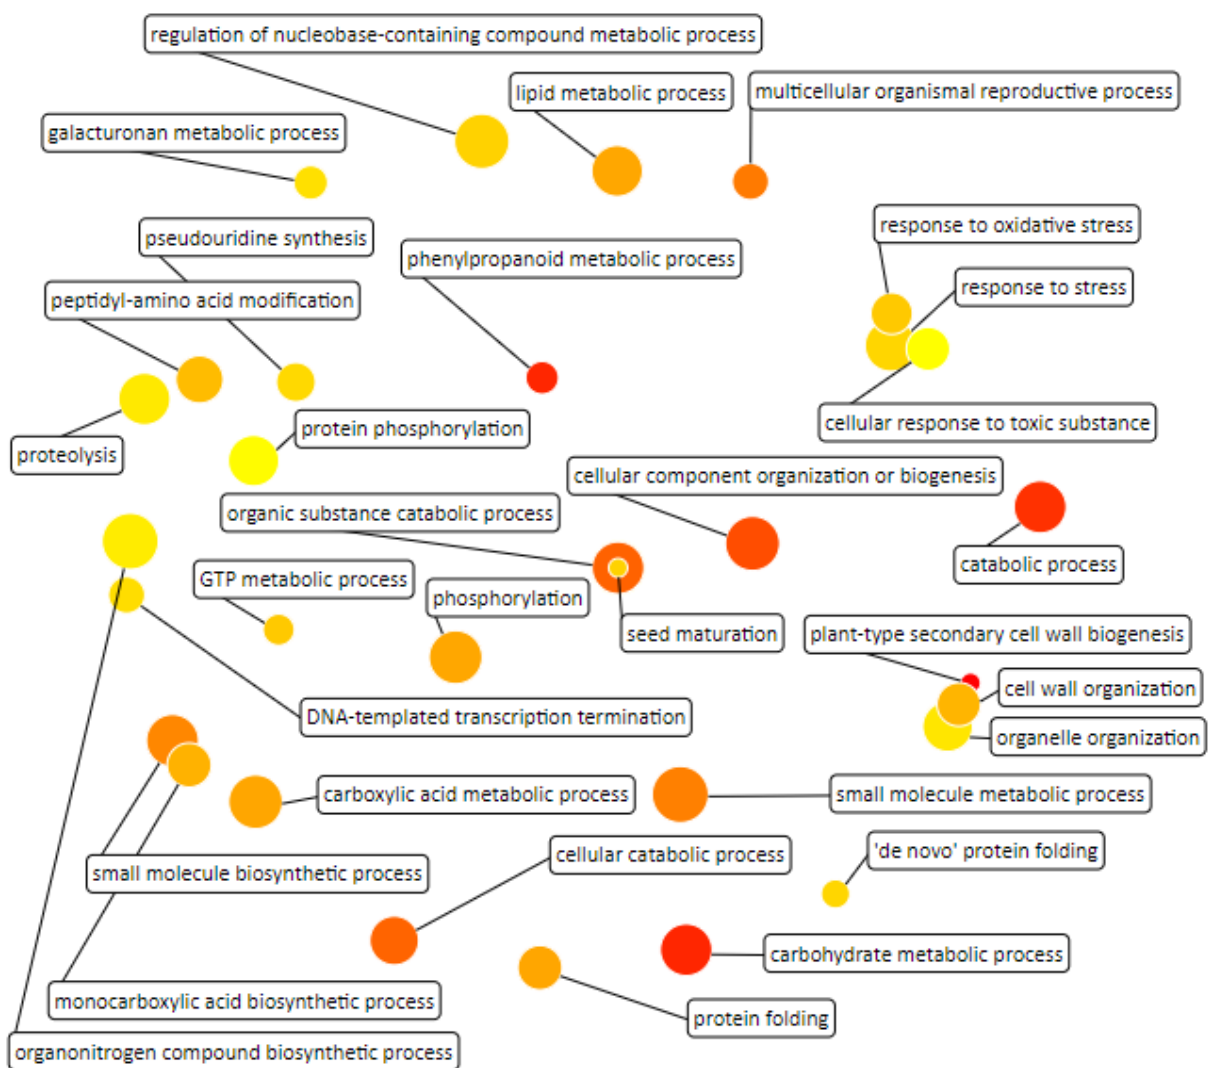 regulation of nucleobase-containing compound metabolic process
lipid metabolic process
multicellular organismal reproductive process
galacturonan metabolic process
pseudouridine synthesis
response to oxidative stress
phenylpropanoid metabolic process
response to stress
peptidyl-amino acid modification
cellular response to toxic substance
protein phosphorylation
proteolysis
cellular component organization or biogenesis
organic substance catabolic process
catabolic process
GTP metabolic process
phosphorylation
seed maturation
plant-type secondary cell wall biogenesis
cell wall organization
DNA-templated transcription termination
organelle organization
carboxylic acid metabolic process
small molecule metabolic process
cellular catabolic process
'de novo' protein folding
small molecule biosynthetic process
carbohydrate metabolic process
monocarboxylic acid biosynthetic process
protein folding
organonitrogen compound biosynthetic process